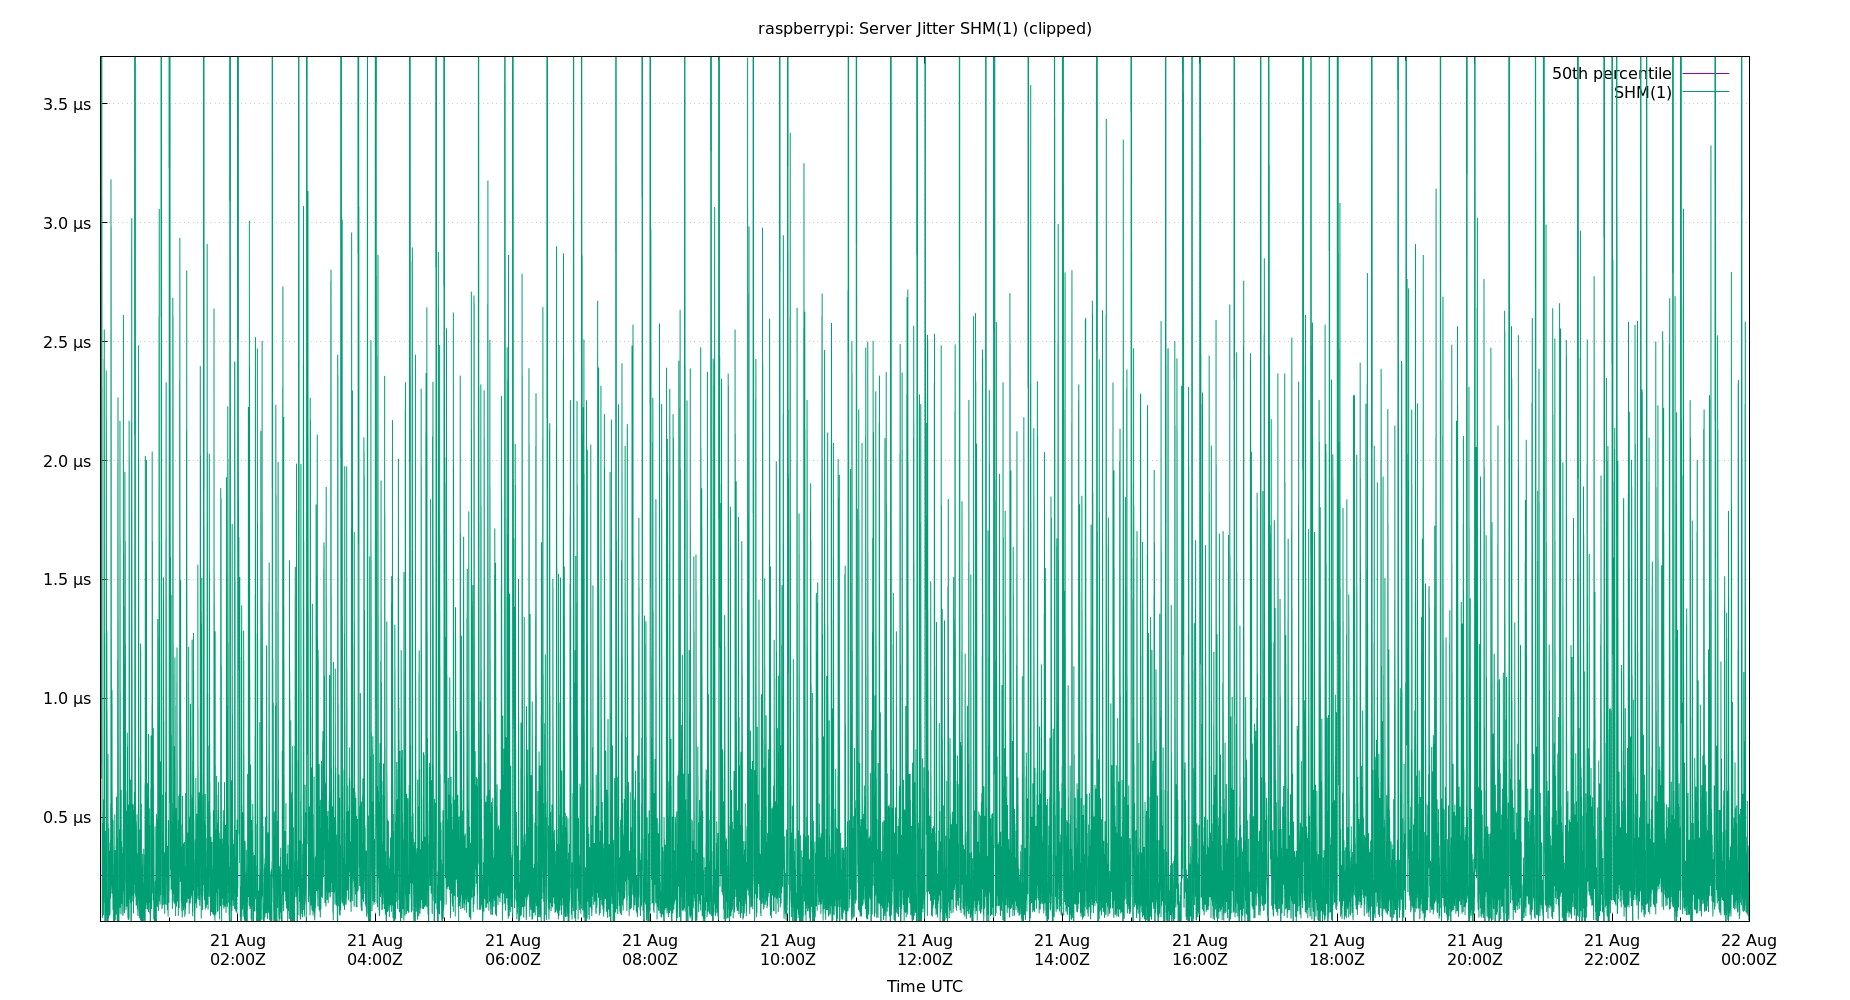 raspberrypi: Server Jitter SHM(1) (clipped)
50th percentile
SHM(1)
3.5 µs
3.0 µs
2.5 µs
2.0 µs
1.5 µs
1.0 µs
0.5 µs
21 Aug 21 Aug 21 Aug 21 Aug 21 Aug 21 Aug 21 Aug 21 Aug 21 Aug 21 Aug 21 Aug 22 Aug
02:00Z 04:00Z 06:00Z 08:00Z 10:00Z 12:00Z 14:00Z 16:00Z 18:00Z 20:00Z 22:00Z 00:00Z
Time UTC